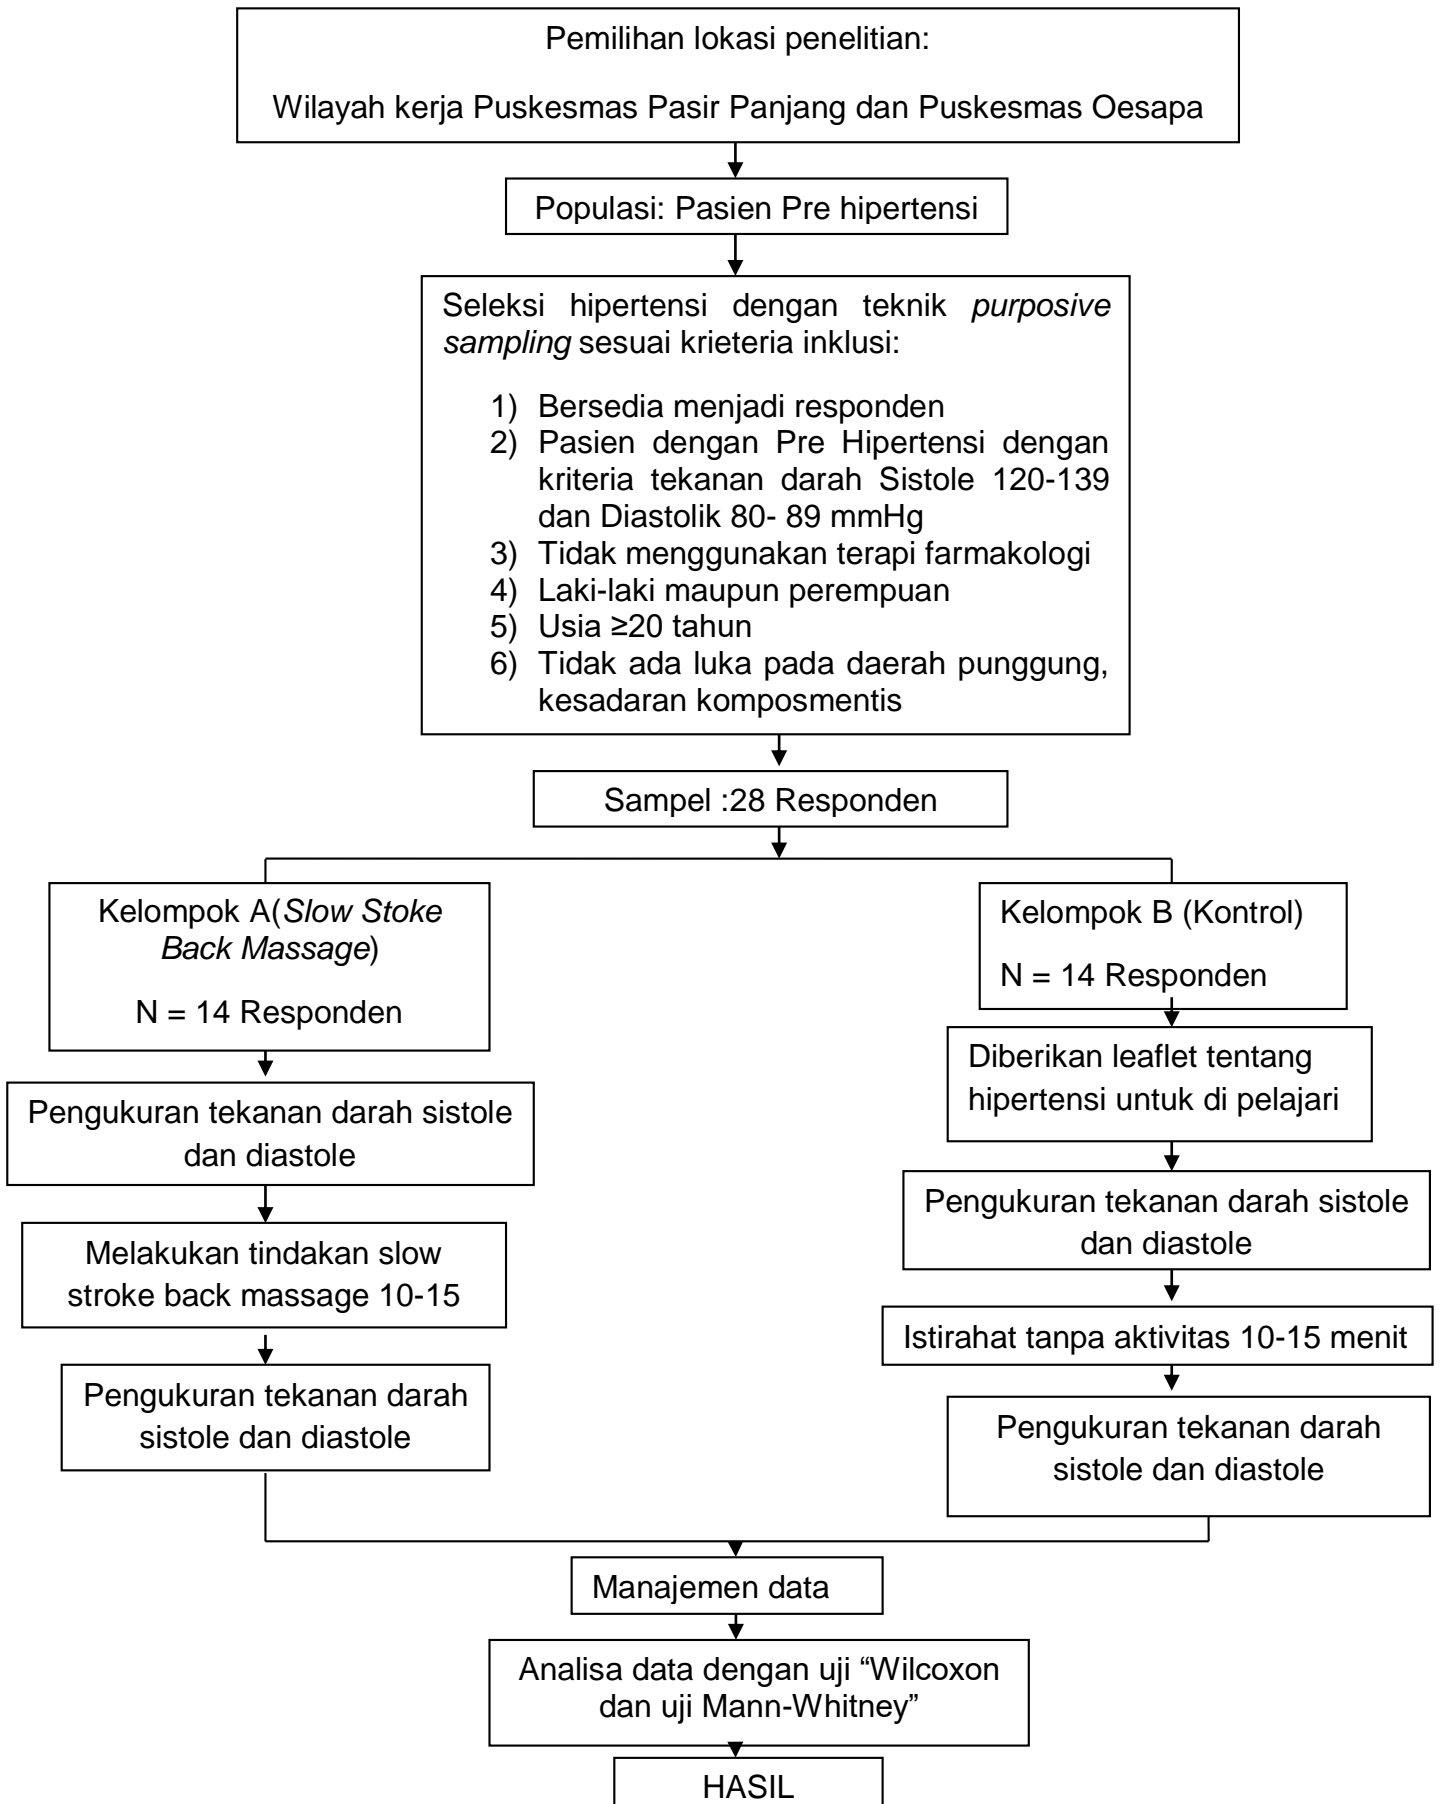 Pemilihan lokasi penelitian:
Wilayah kerja Puskesmas Pasir Panjang dan Puskesmas Oesapa
Populasi: Pasien Pre hipertensi
Seleksi hipertensi dengan teknik purposive
sampling sesuai krieteria inklusi:
1) Bersedia menjadi responden
2) Pasien dengan Pre Hipertensi dengan
kriteria tekanan darah Sistole 120-139
dan Diastolik 80- 89 mmHg
3) Tidak menggunakan terapi farmakologi
4) Laki-laki maupun perempuan
5) Usia ≥20 tahun
6) Tidak ada luka pada daerah punggung,
kesadaran komposmentis
Sampel :28 Responden
Kelompok A(Slow Stoke
Back Massage)
N = 14 Responden
Pengukuran tekanan darah sistole
dan diastole
Melakukan tindakan slow
stroke back massage 10-15
Pengukuran tekanan darah
sistole dan diastole
Kelompok B (Kontrol)
N = 14 Responden
Diberikan leaflet tentang
hipertensi untuk di pelajari
Pengukuran tekanan darah sistole
dan diastole
Istirahat tanpa aktivitas 10-15 menit
Pengukuran tekanan darah
sistole dan diastole
Manajemen data
Analisa data dengan uji “Wilcoxon
dan uji Mann-Whitney”
HASIL